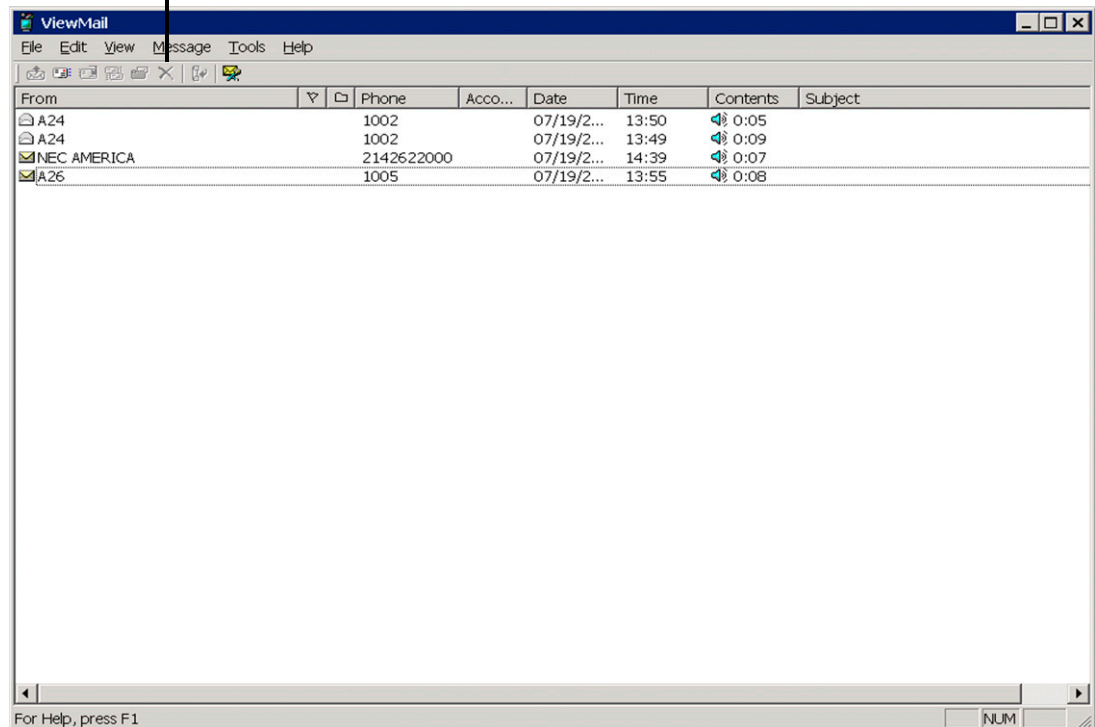 ViewMail
File Edit View Message Tools Help
From Phone Acco... Date Time Contents Subject
A24 1002 07/19/2... 13:50 0:05
A24 1002 07/19/2... 13:49 0:09
NEC AMERICA 2142622000 07/19/2... 14:39 0:07
A26 1005 07/19/2... 13:55 0:08
For Help, press F1 NUM